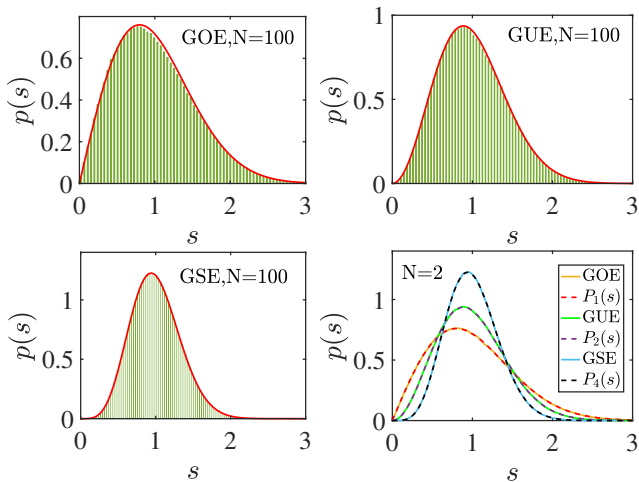 GOE,N=100
p(s)
0.6
0.4
0.2
0
0 1 2 3
s
GUE,N=100
p(s)
1
0.5
0
0 1 2 3
s
GSE,N=100
p(s)
1
0.5
0
0 1 2 3
s
N=2
p(s)
1
0.5
0
0 1 2 3
s
GOE
P₁(s)
GUE
P₂(s)
GSE
P₄(s)